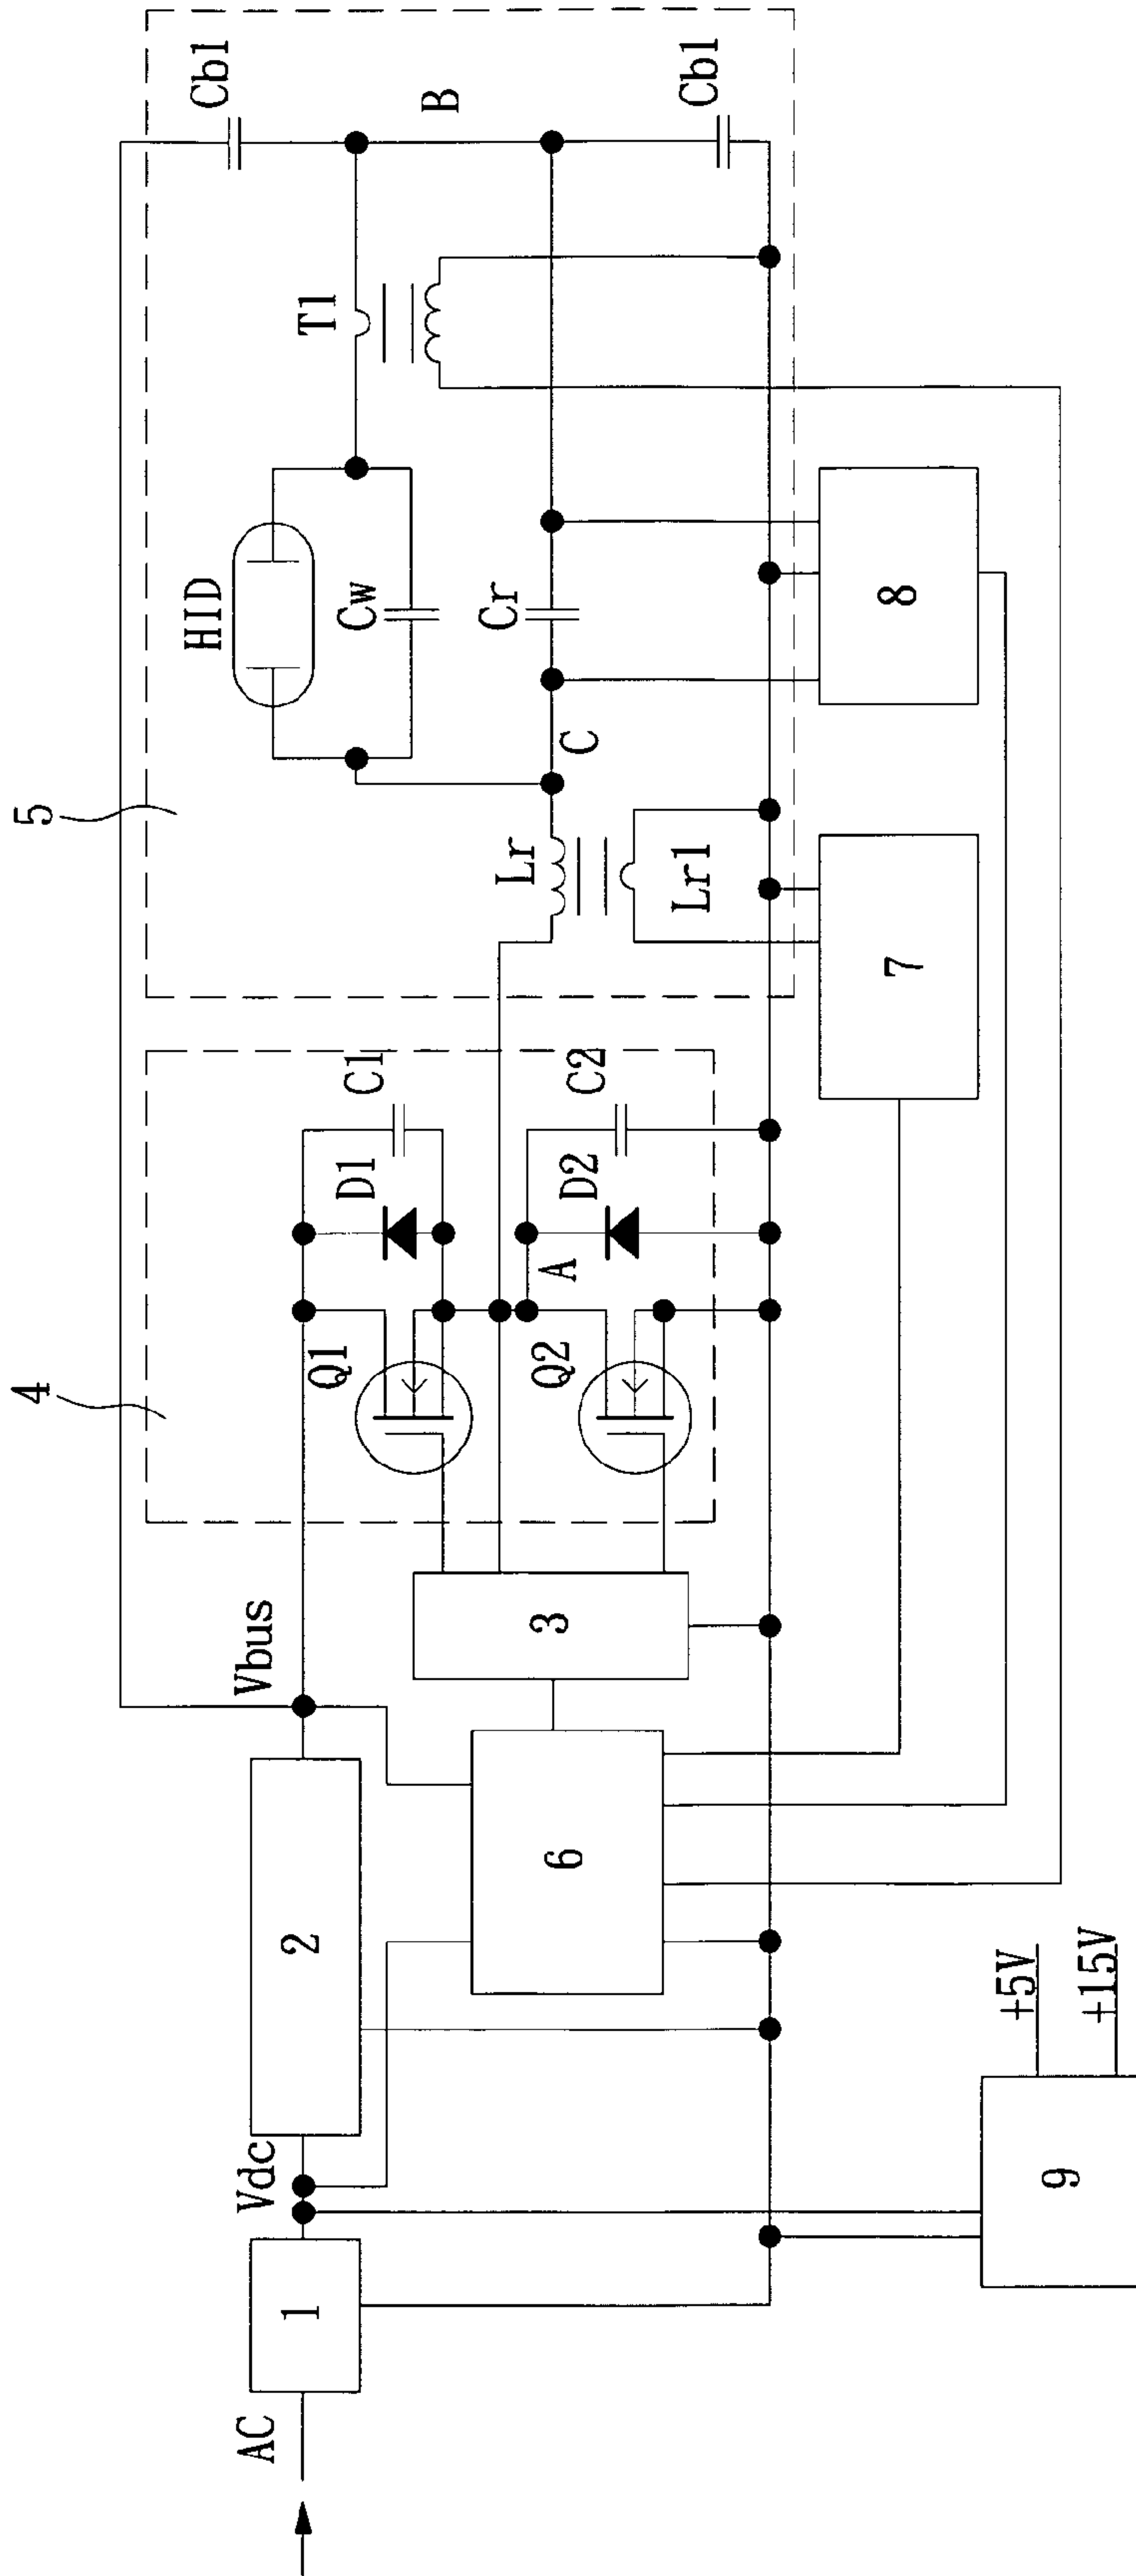 5
4
Cb1
T1
B
HID
Cw
Cr
Cb1
C
Lr
Lr1
8
7
C1
D1
C2
D2
A
Q1
Q2
3
Vbus
6
2
Vdc
1
AC
9
+5V
+15V